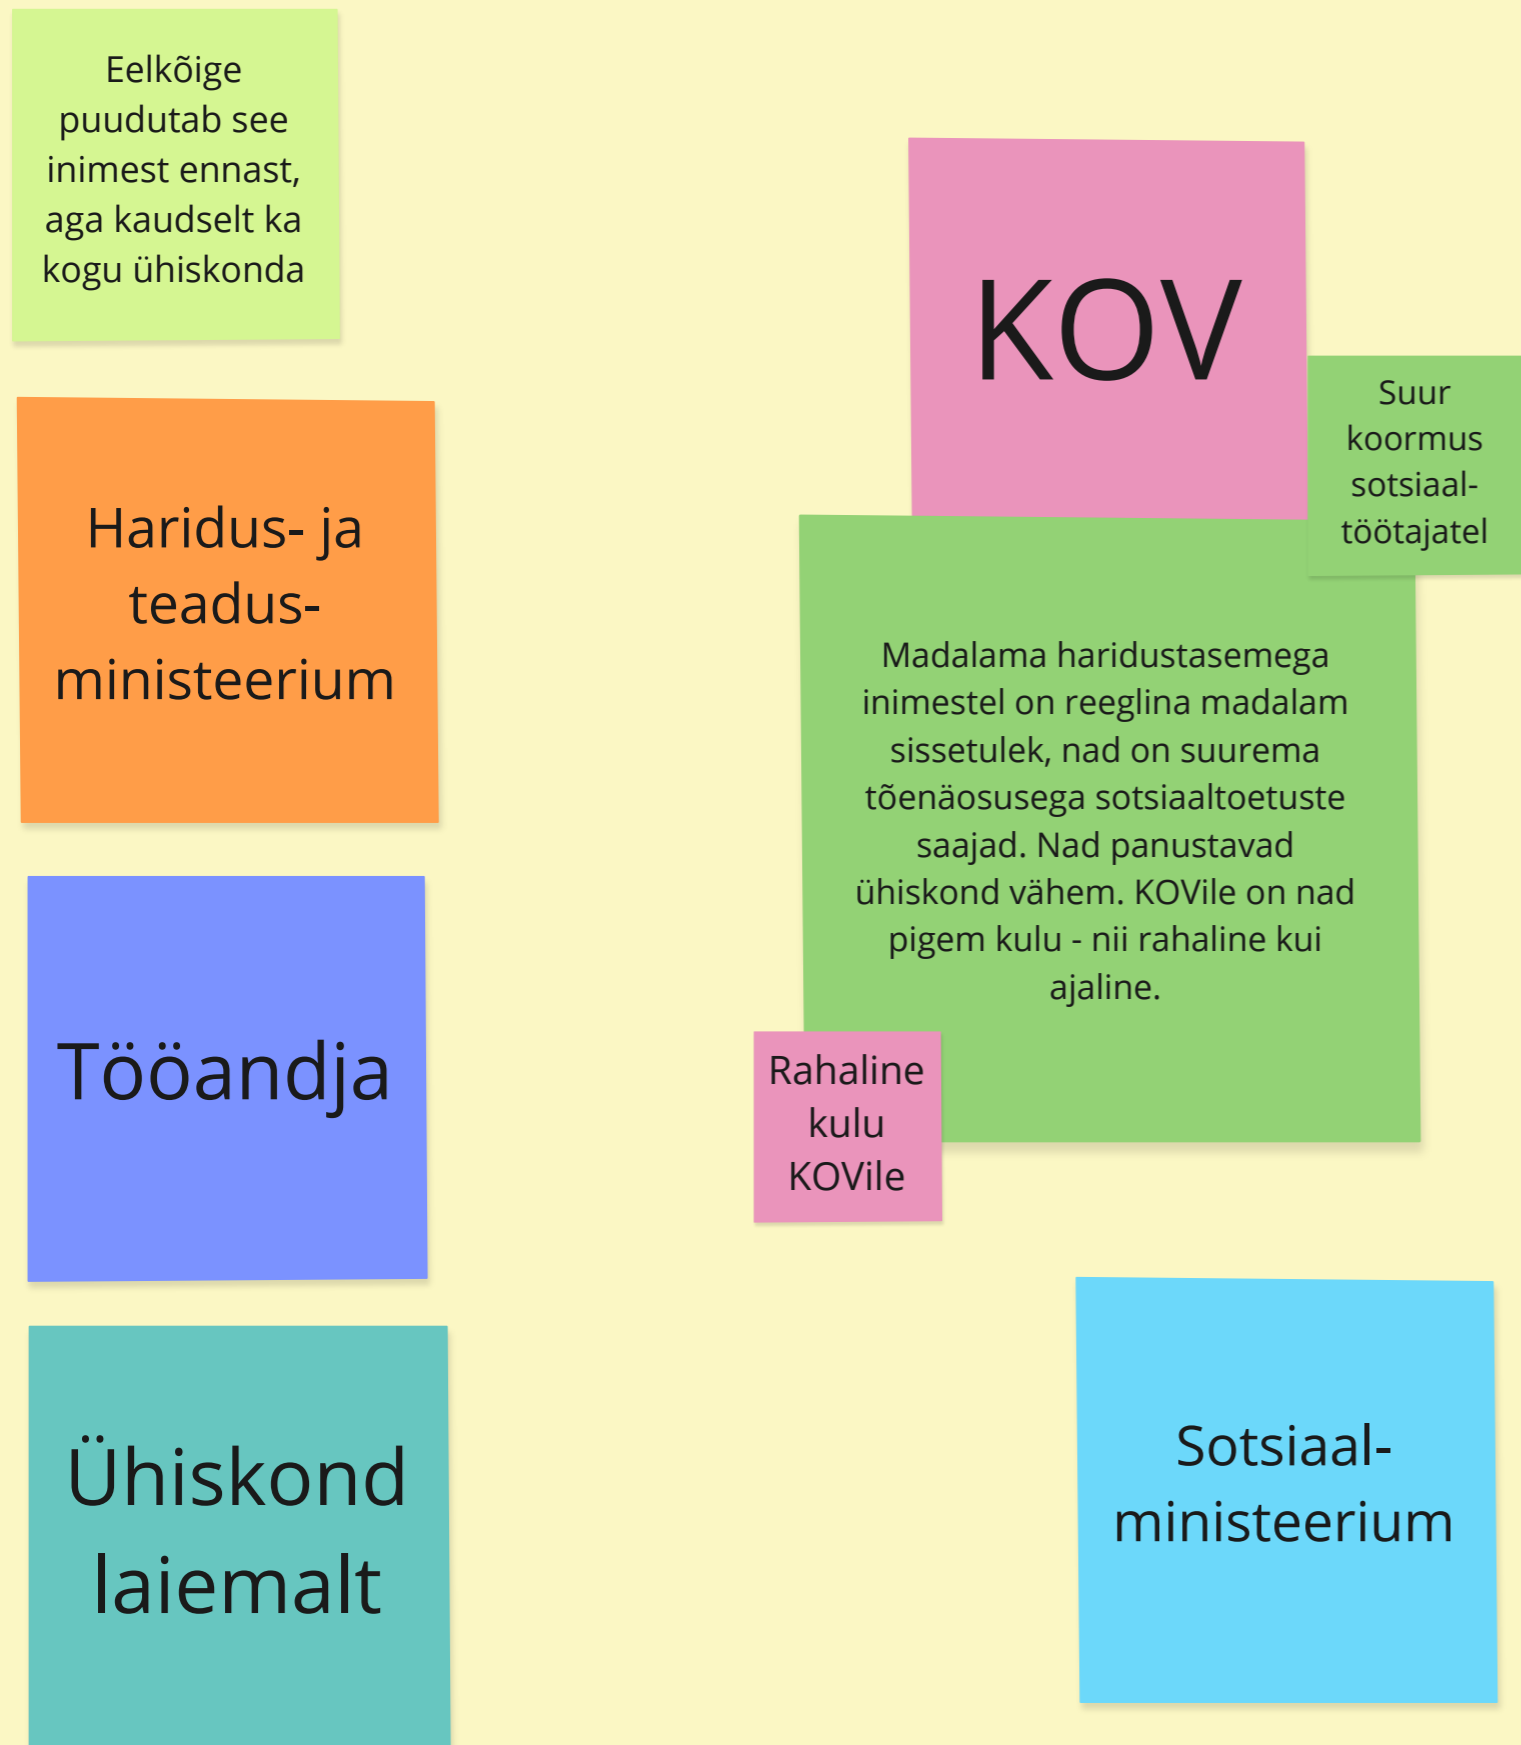 Eelkõige
puudutab see
inimest ennast,
aga kaudselt ka
kogu ühiskonda
Haridus- ja
teadus-
ministeerium
Tööandja
Ühiskond
laiemalt
KOV
Suur
koormus
sotsiaal-
töötajatel
Madalama haridustasemega
inimestel on reeglina madalam
sissetulek, nad on suurema
tõenäosusega sotsiaaltoetuste
saajad. Nad panustavad
ühiskond vähem. KOVile on nad
pigem kulu - nii rahaline kui
ajaline.
Rahaline
kulu
KOVile
Sotsiaal-
ministeerium